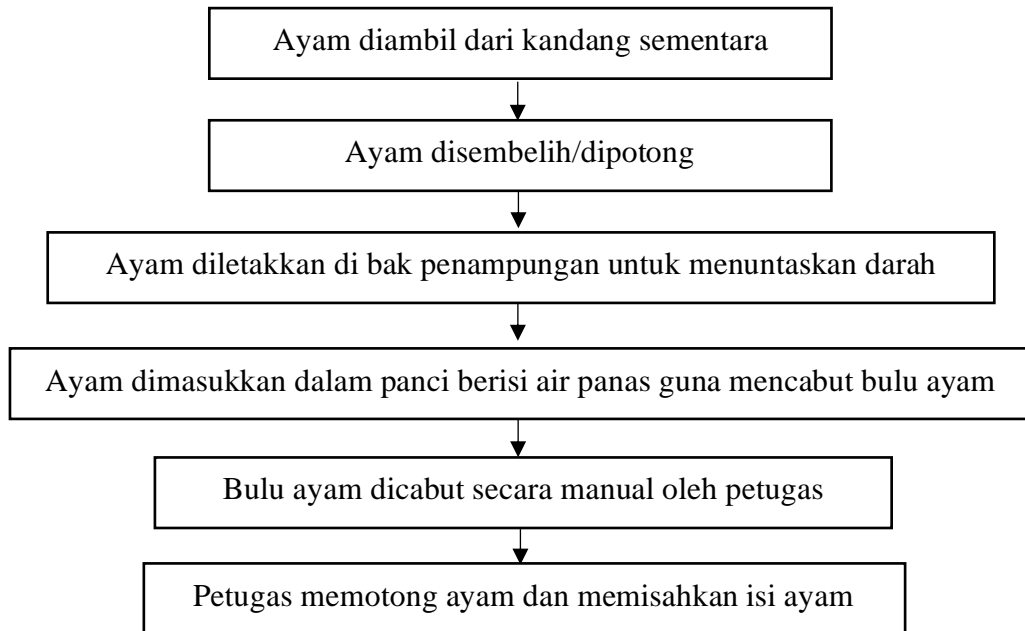 Ayam diambil dari kandang sementara
Ayam disembelih/dipotong
Ayam diletakkan di bak penampungan untuk menuntaskan darah
Ayam dimasukkan dalam panci berisi air panas guna mencabut bulu ayam
Bulu ayam dicabut secara manual oleh petugas
Petugas memotong ayam dan memisahkan isi ayam